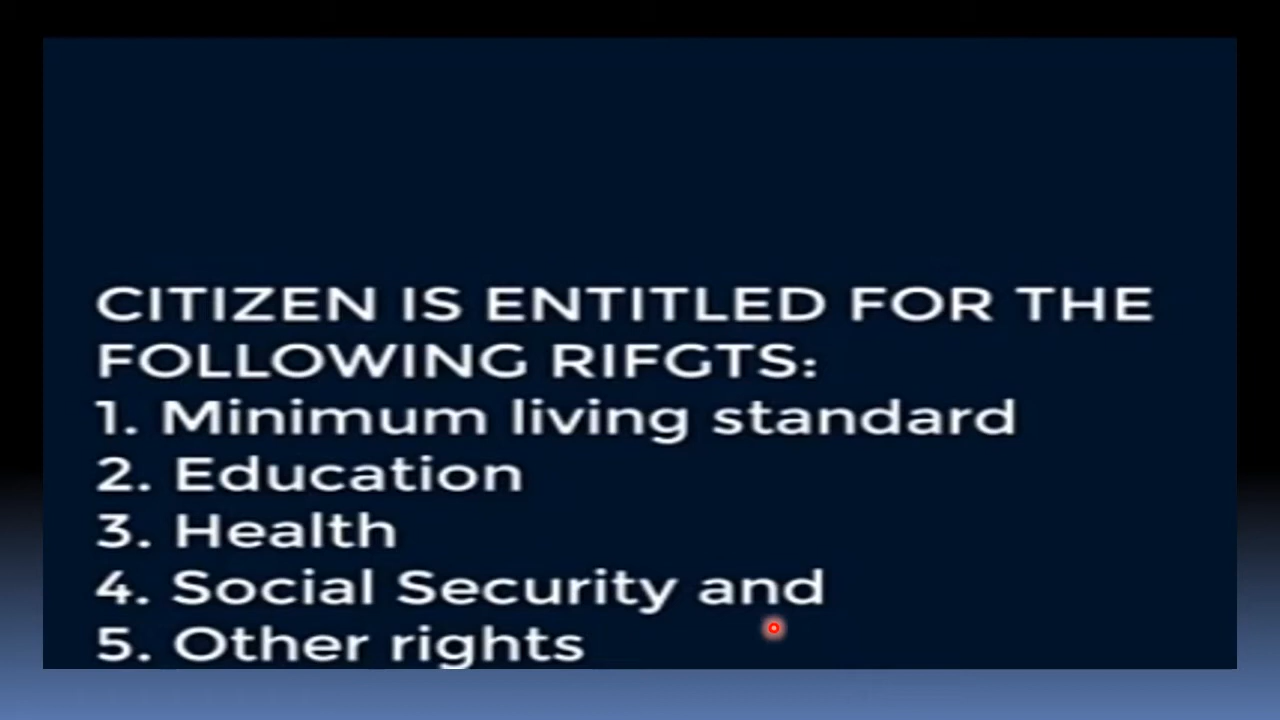 CITIZEN IS ENTITLED FOR THE
FOLLOWING RIFGTS:
1. Minimum living standard
2. Education
3. Health
4. Social Security and
5. Other rights